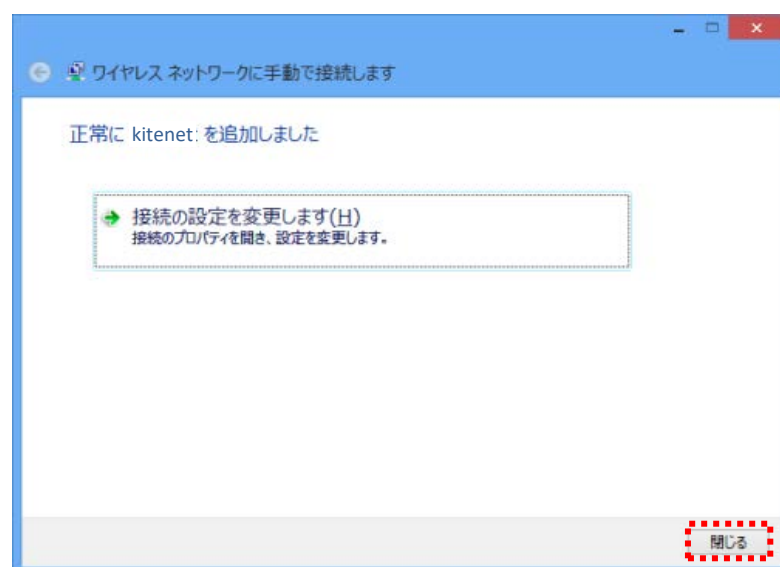 ワイヤレス ネットワークに手動で接続します
正常に kitenet: を追加しました
接続の設定を変更します(H)
接続のプロパティを開き、設定を変更します。
閉じる